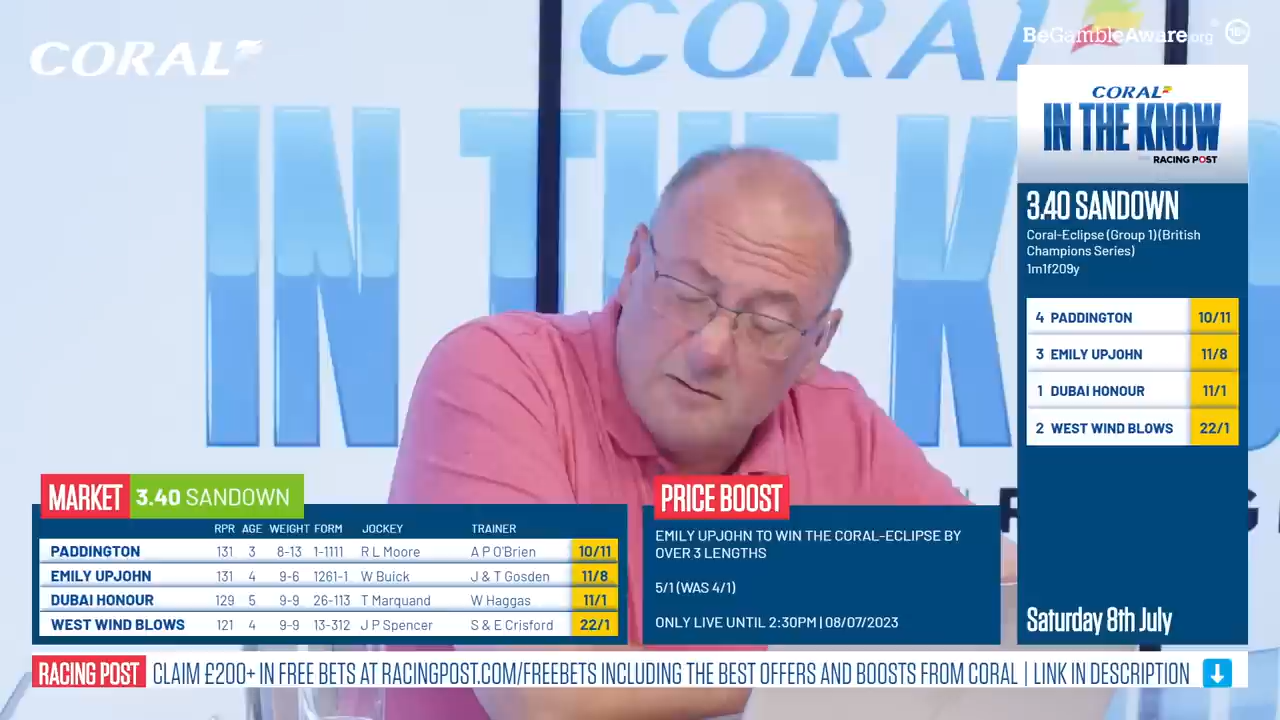 CORAL
CORAL
BeGambleAware.org
18+
IN THE K
CORAL
IN THE KNOW
RACING POST
3.40 SANDOWN
Coral-Eclipse (Group 1) (British
Champions Series)
1m1f209y
4 PADDINGTON 10/11
3 EMILY UPJOHN 11/8
1 DUBAI HONOUR 11/1
2 WEST WIND BLOWS 22/1
Saturday 8th July
MARKET 3.40 SANDOWN
RPR AGE WEIGHT FORM JOCKEY TRAINER
PADDINGTON 131 3 8-13 1-1111 R L Moore A P O'Brien 10/11
EMILY UPJOHN 131 4 9-6 1261-1 W Buick J & T Gosden 11/8
DUBAI HONOUR 129 5 9-9 26-113 T Marquand W Haggas 11/1
WEST WIND BLOWS 121 4 9-9 13-312 J P Spencer S & E Crisford 22/1
PRICE BOOST
EMILY UPJOHN TO WIN THE CORAL-ECLIPSE BY
OVER 3 LENGTHS
5/1 (WAS 4/1)
ONLY LIVE UNTIL 2:30PM | 08/07/2023
RACING POST CLAIM £200+ IN FREE BETS AT RACINGPOST.COM/FREEBETS INCLUDING THE BEST OFFERS AND BOOSTS FROM CORAL | LINK IN DESCRIPTION